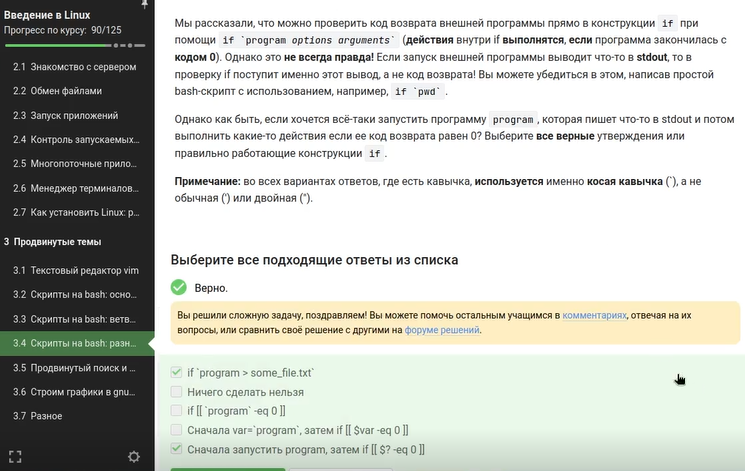 Введение в Linux
Прогресс по курсу: 90/125
2.1 Знакомство с сервером
2.2 Обмен файлами
2.3 Запуск приложений
2.4 Контроль запускаемых…
2.5 Многопоточные прило…
2.6 Менеджер терминалов…
2.7 Как установить Linux: р…
3 Продвинутые темы
3.1 Текстовый редактор vim
3.2 Скрипты на bash: осно…
3.3 Скрипты на bash: ветв…
3.4 Скрипты на bash: разн…
3.5 Продвинутый поиск и …
3.6 Строим графики в gnu…
3.7 Разное
Мы рассказали, что можно проверить код возврата внешней программы прямо в конструкции if при
помощи if `program options arguments` (действия внутри if выполнятся, если программа закончилась с
кодом 0). Однако это не всегда правда! Если запуск внешней программы выводит что-то в stdout, то в
проверку if поступит именно этот вывод, а не код возврата! Вы можете убедиться в этом, написав простой
bash-скрипт с использованием, например, if `pwd` .
Однако как быть, если хочется всё-таки запустить программу program, которая пишет что-то в stdout и потом
выполнить какие-то действия если ее код возврата равен 0? Выберите все верные утверждения или
правильно работающие конструкции if .
Примечание: во всех вариантах ответов, где есть кавычка, используется именно косая кавычка (`), а не
обычная (') или двойная (").
Выберите все подходящие ответы из списка
Верно.
Вы решили сложную задачу, поздравляем! Вы можете помочь остальным учащимся в комментариях, отвечая на их
вопросы, или сравнить своё решение с другими на форуме решений.
if `program > some_file.txt`
Ничего сделать нельзя
if [[ `program` -eq 0 ]]
Сначала var=`program`, затем if [[ $var -eq 0 ]]
Сначала запустить program, затем if [[ $? -eq 0 ]]